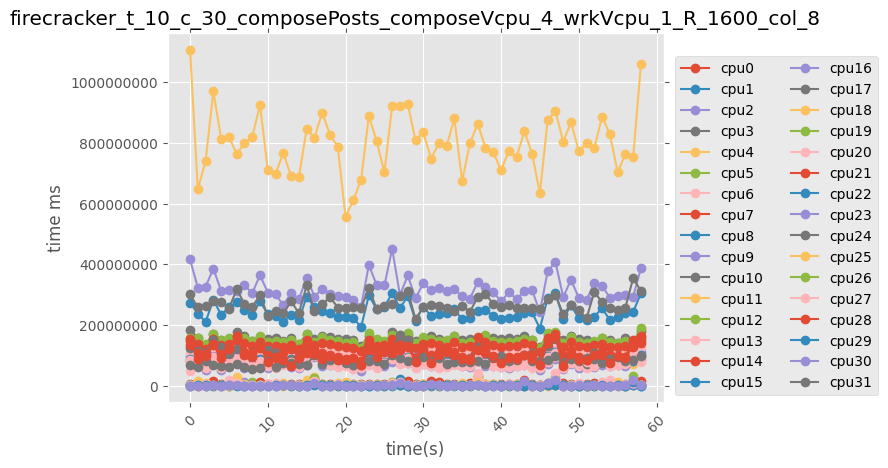 firecracker_t_10_c_30_composePosts_composeVcpu_4_wrkVcpu_1_R_1600_col_8
time ms
1000000000
800000000
600000000
400000000
200000000
0
0
10
20
30
40
50
60
time(s)
cpu0
cpu1
cpu2
cpu3
cpu4
cpu5
cpu6
cpu7
cpu8
cpu9
cpu10
cpu11
cpu12
cpu13
cpu14
cpu15
cpu16
cpu17
cpu18
cpu19
cpu20
cpu21
cpu22
cpu23
cpu24
cpu25
cpu26
cpu27
cpu28
cpu29
cpu30
cpu31